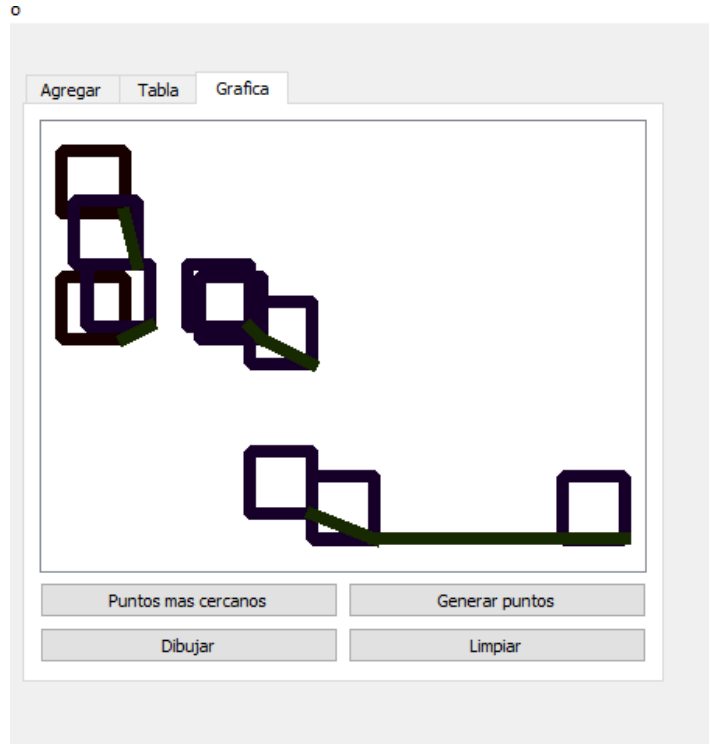 o
Agregar Tabla Grafica
Puntos mas cercanos Generar puntos
Dibujar Limpiar